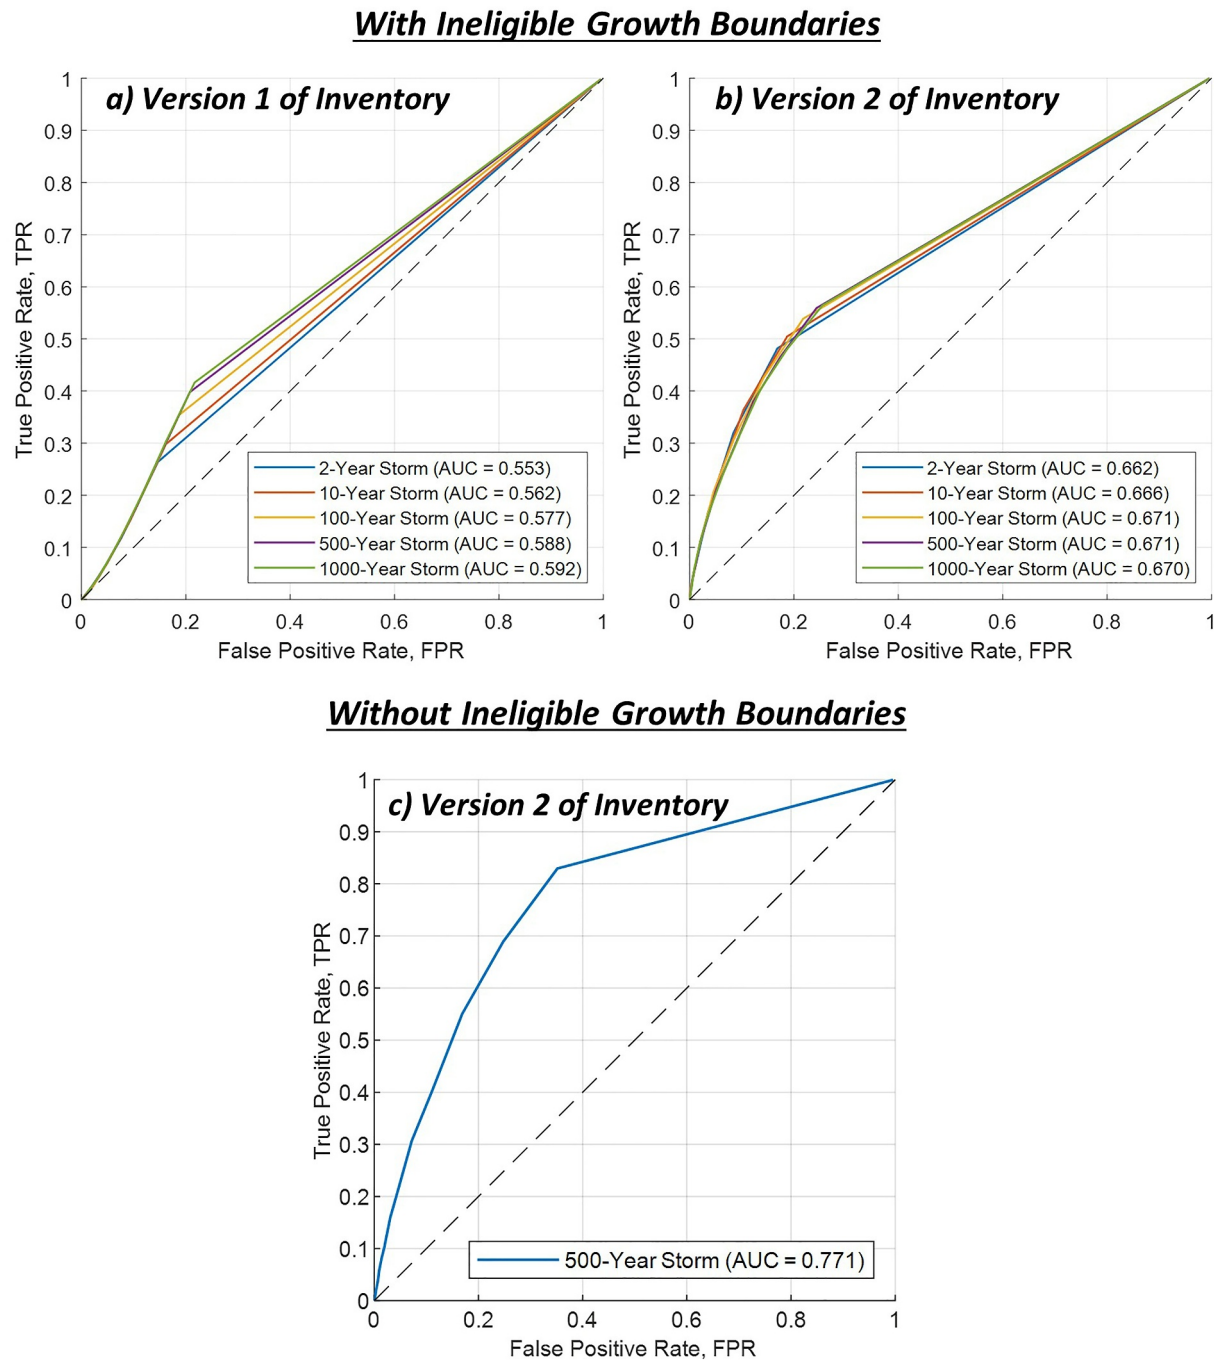 With Ineligible Growth Boundaries
a) Version 1 of Inventory
1
0.9
0.8
0.7
0.6
0.5
0.4
0.3
0.2
0.1
0
True Positive Rate, TPR
2-Year Storm (AUC = 0.553)
10-Year Storm (AUC = 0.562)
100-Year Storm (AUC = 0.577)
500-Year Storm (AUC = 0.588)
1000-Year Storm (AUC = 0.592)
0 0.2 0.4 0.6 0.8 1
False Positive Rate, FPR
b) Version 2 of Inventory
1
0.9
0.8
0.7
0.6
0.5
0.4
0.3
0.2
0.1
0
True Positive Rate, TPR
2-Year Storm (AUC = 0.662)
10-Year Storm (AUC = 0.666)
100-Year Storm (AUC = 0.671)
500-Year Storm (AUC = 0.671)
1000-Year Storm (AUC = 0.670)
0 0.2 0.4 0.6 0.8 1
False Positive Rate, FPR
Without Ineligible Growth Boundaries
c) Version 2 of Inventory
1
0.9
0.8
0.7
0.6
0.5
0.4
0.3
0.2
0.1
0
True Positive Rate, TPR
500-Year Storm (AUC = 0.771)
0 0.2 0.4 0.6 0.8 1
False Positive Rate, FPR